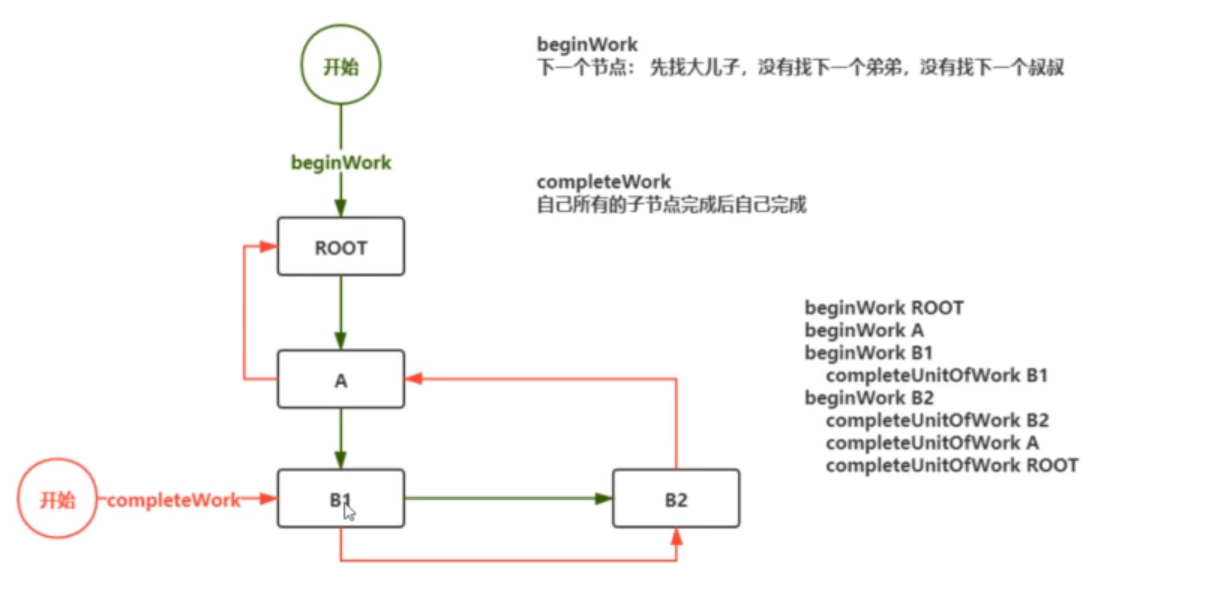 开始
beginWork
ROOT
A
开始
completeWork
B1
B2
beginWork
下一个节点： 先找大儿子，没有找下一个弟弟，没有找下一个叔叔
completeWork
自己所有的子节点完成后自己完成
beginWork ROOT
beginWork A
beginWork B1
completeUnitOfWork B1
beginWork B2
completeUnitOfWork B2
completeUnitOfWork A
completeUnitOfWork ROOT